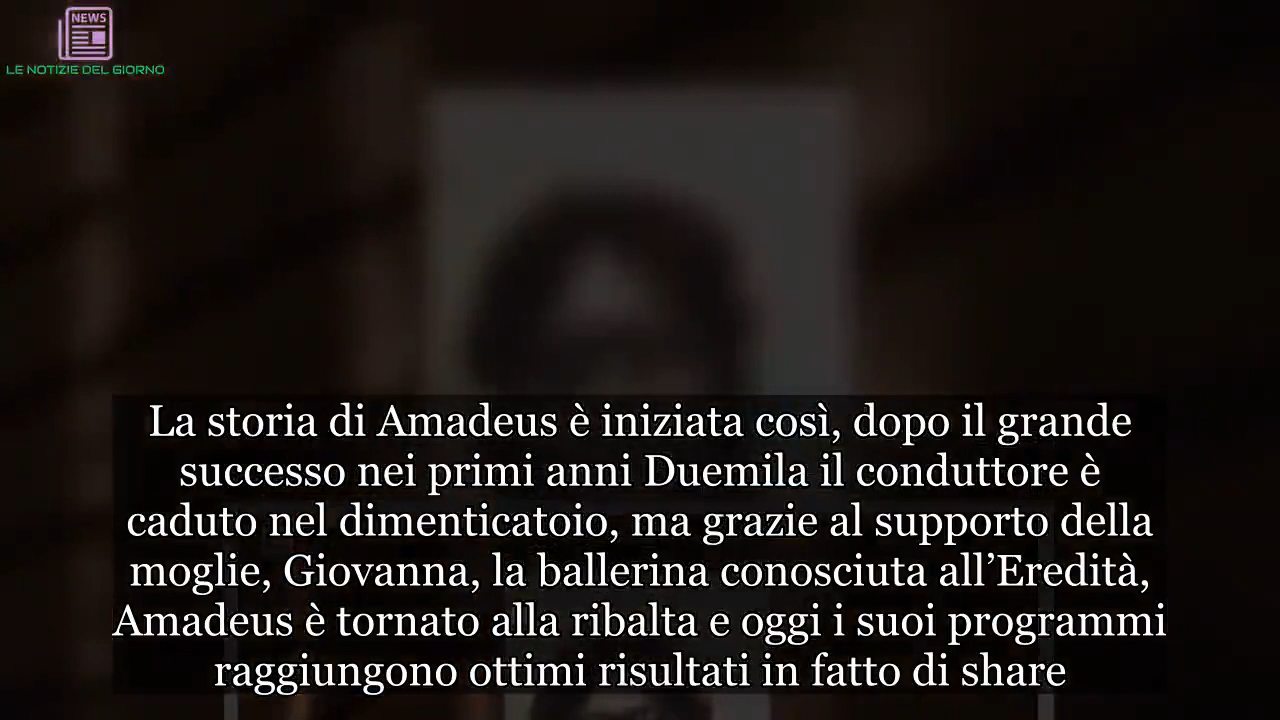 NEWS
LE NOTIZIE DEL GIORNO
La storia di Amadeus è iniziata così, dopo il grande
successo nei primi anni Duemila il conduttore è
caduto nel dimenticatoio, ma grazie al supporto della
moglie, Giovanna, la ballerina conosciuta all’Eredità,
Amadeus è tornato alla ribalta e oggi i suoi programmi
raggiungono ottimi risultati in fatto di share